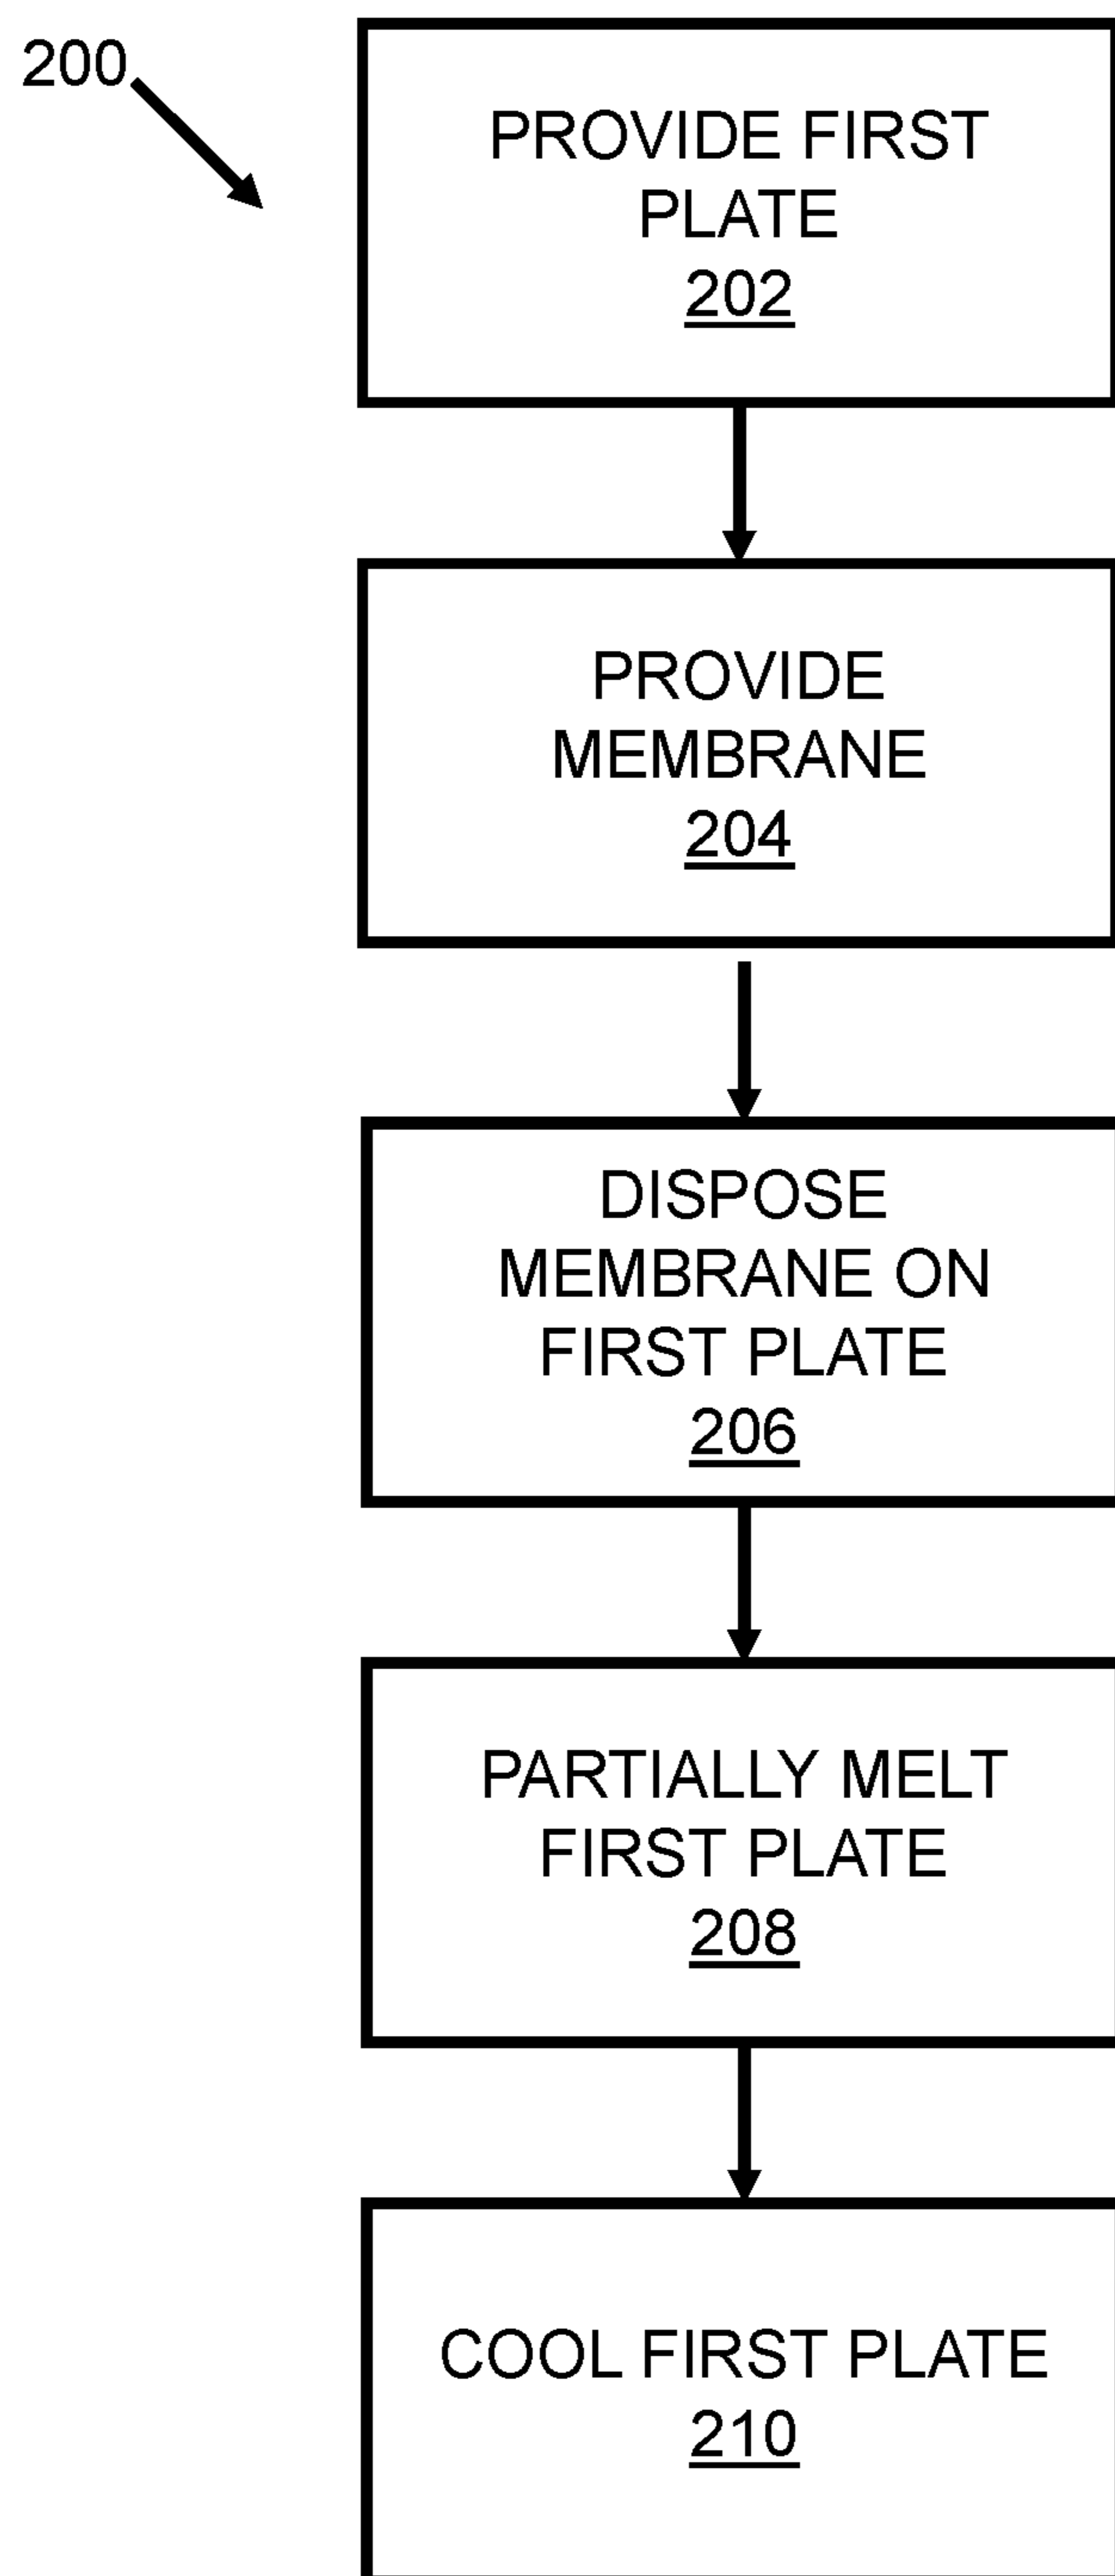 200
PROVIDE FIRST
PLATE
202
PROVIDE
MEMBRANE
204
DISPOSE
MEMBRANE ON
FIRST PLATE
206
PARTIALLY MELT
FIRST PLATE
208
COOL FIRST PLATE
210